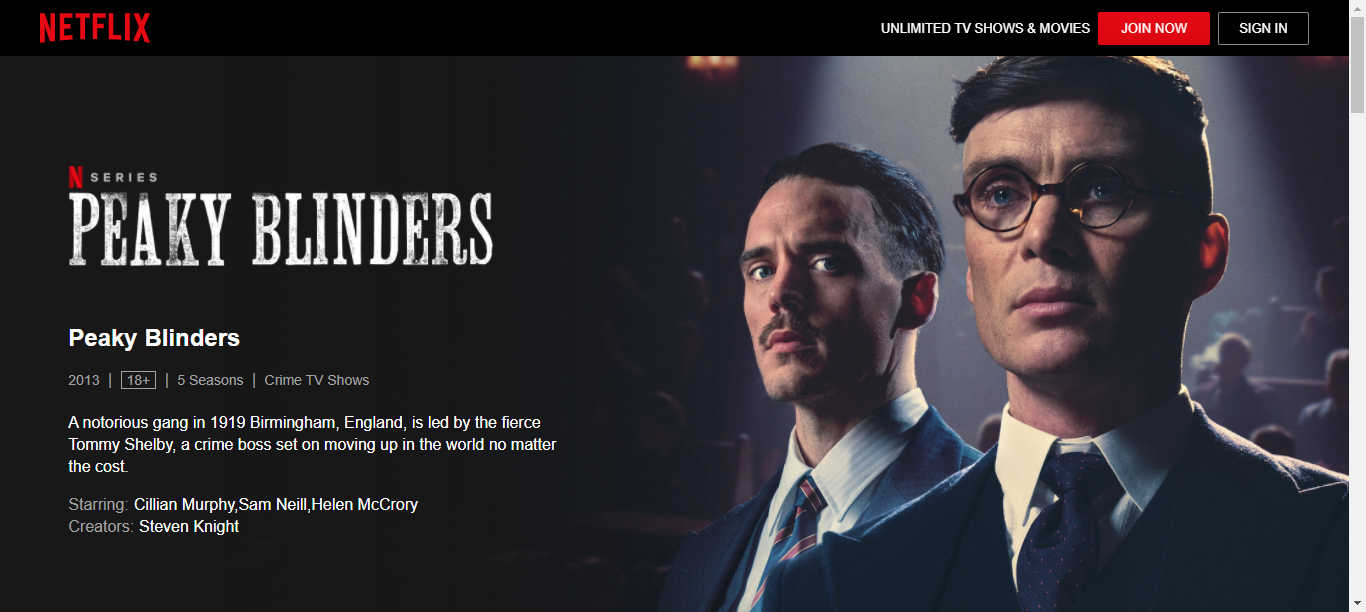 NETFLIX
UNLIMITED TV SHOWS & MOVIES JOIN NOW SIGN IN
N SERIES
PEAKY BLINDERS
Peaky Blinders
2013 | 18+ | 5 Seasons | Crime TV Shows
A notorious gang in 1919 Birmingham, England, is led by the fierce
Tommy Shelby, a crime boss set on moving up in the world no matter
the cost.
Starring: Cillian Murphy,Sam Neill,Helen McCrory
Creators: Steven Knight